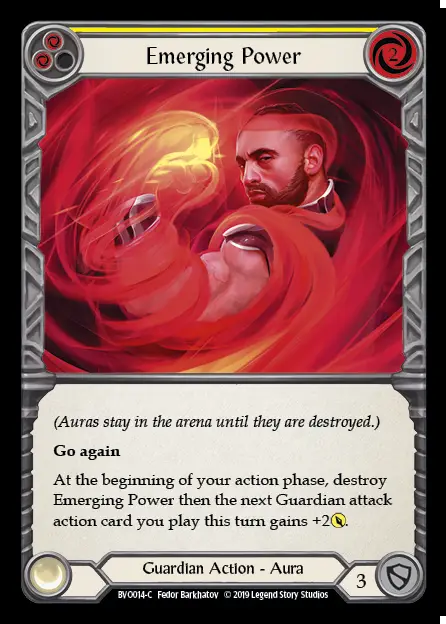 Emerging Power
2
(Auras stay in the arena until they are destroyed.)
Go again
At the beginning of your action phase, destroy
Emerging Power then the next Guardian attack
action card you play this turn gains +2.
Guardian Action - Aura
3
BVO014-C Fedor Barkhatov © 2019 Legend Story Studios